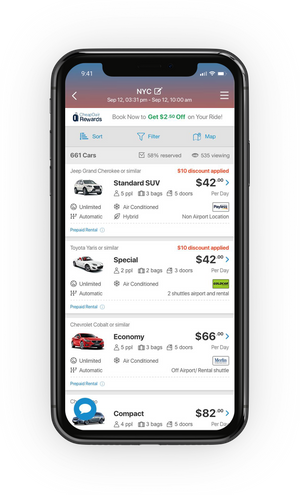 9:41
NYC
Sep 12, 03:31 pm - Sep 12, 10:00 am
Rewards
Book Now to Get $2.50 Off on Your Ride!
Sort Filter Map
661 Cars 58% reserved 535 viewing
Jeep Grand Cherokee or similar $10 discount applied
Standard SUV $42.00
5 ppl 3 bags 5 doors Per Day
Unlimited Air Conditioned Payless
Automatic Hybrid Non Airport Location
Prepaid Rental
Toyota Yaris or similar $10 discount applied
Special $42.00
2 ppl 2 bags 3 doors Per Day
Unlimited Air Conditioned
Automatic 2 shuttles airport and rental
Prepaid Rental
Chevrolet Cobalt or similar
Economy $66.00
5 ppl 3 bags 5 doors Per Day
Unlimited Air Conditioned
Automatic Off Airport/ Rental shuttle
Prepaid Rental
Compact $82.00
4 ppl 3 bags 5 doors Per Day